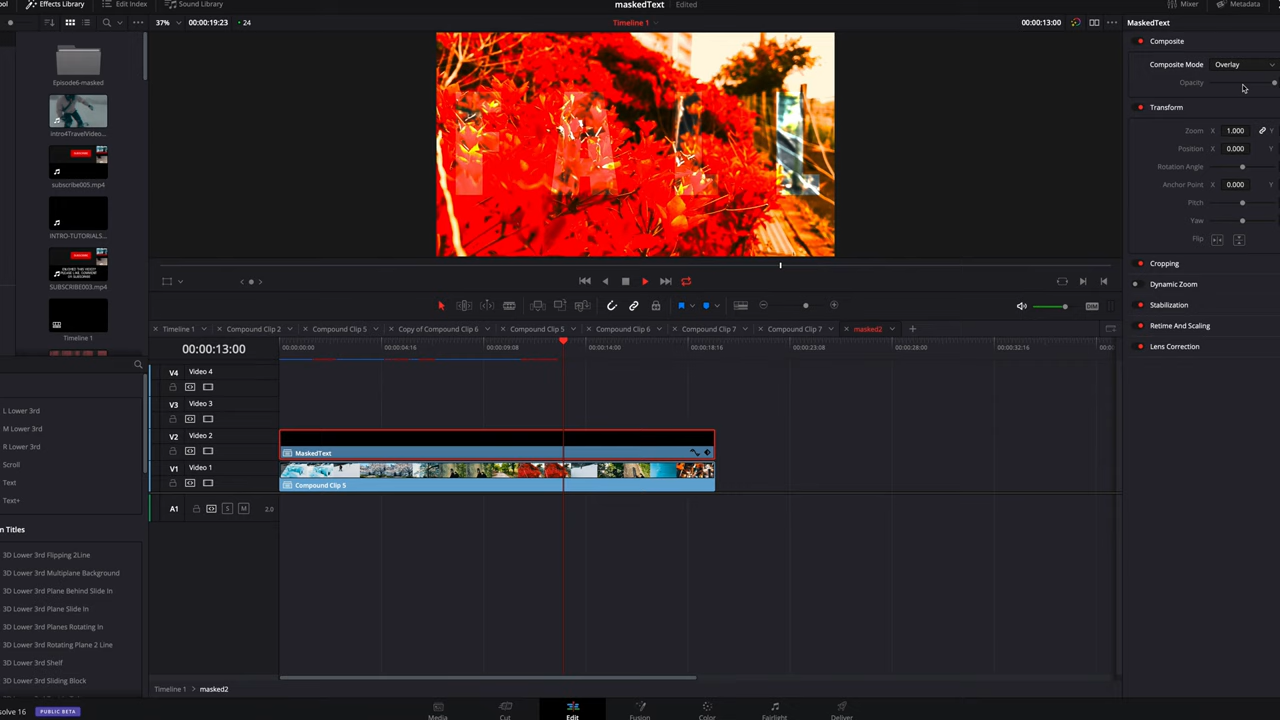 Effects Library
Edit Index
Sound Library
maskedText
Edited
Mixer
Metadata
37%
00:00:19:23
24
Timeline 1
00:00:13:00
MaskedText
Composite
Composite Mode
Overlay
Opacity
Transform
Zoom X 1.000 Y
Position X 0.000 Y
Rotation Angle
Anchor Point X 0.000 Y
Pitch
Yaw
Flip
Cropping
Dynamic Zoom
Stabilization
Retime And Scaling
Lens Correction
Episode6-masked
intro4TravelVideo...
subscribe005.mp4
INTRO-TUTORIALS...
SUBSCRIBE003.mp4
Timeline 1
FALL
DIM
Timeline 1
Compound Clip 2
Compound Clip 5
Copy of Compound Clip 6
Compound Clip 5
Compound Clip 6
Compound Clip 7
Compound Clip 7
masked2
00:00:13:00
00:00:00:00
00:00:04:16
00:00:09:08
00:00:14:00
00:00:18:16
00:00:23:08
00:00:28:00
00:00:32:16
V4 Video 4
V3 Video 3
V2 Video 2
MaskedText
V1 Video 1
Compound Clip 5
A1 S M 2.0
L Lower 3rd
M Lower 3rd
R Lower 3rd
Scroll
Text
Text+
n Titles
3D Lower 3rd Flipping 2Line
3D Lower 3rd Multiplane Background
3D Lower 3rd Plane Behind Slide In
3D Lower 3rd Plane Slide In
3D Lower 3rd Planes Rotating In
3D Lower 3rd Rotating Plane 2 Line
3D Lower 3rd Shelf
3D Lower 3rd Sliding Block
Timeline 1
masked2
solve 16
PUBLIC BETA
Media
Cut
Edit
Fusion
Color
Fairlight
Deliver